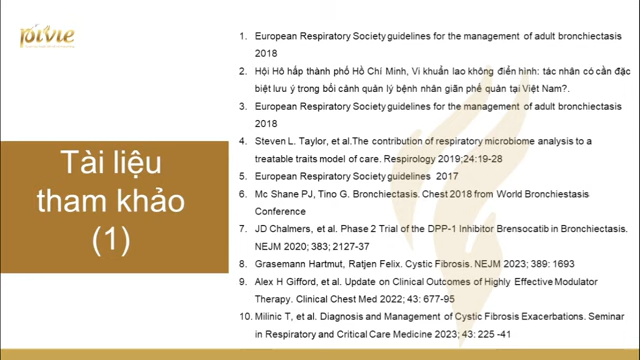 pivie
Tài liệu
tham khảo
(1)
1. European Respiratory Society guidelines for the management of adult bronchiectasis
2018
2. Hội Hô hấp thành phố Hồ Chí Minh, Vi khuẩn lao không điển hình: tác nhân có cần đặc
biệt lưu ý trong bối cảnh quản lý bệnh nhân giãn phế quản tại Việt Nam?.
3. European Respiratory Society guidelines for the management of adult bronchiectasis
2018
4. Steven L. Taylor, et al.The contribution of respiratory microbiome analysis to a
treatable traits model of care. Respirology 2019;24:19-28
5. European Respiratory Society guidelines 2017
6. Mc Shane PJ, Tino G. Bronchiectasis. Chest 2018 from World Bronchiestasis
Conference
7. JD Chalmers, et al. Phase 2 Trial of the DPP-1 Inhibitor Brensocatib in Bronchiectasis.
NEJM 2020; 383; 2127-37
8. Grasemann Hartmut, Ratjen Felix. Cystic Fibrosis. NEJM 2023; 389: 1693
9. Alex H Gifford, et al. Update on Clinical Outcomes of Highly Effective Modulator
Therapy. Clinical Chest Med 2022; 43: 677-95
10. Milinic T, et al. Diagnosis and Management of Cystic Fibrosis Exacerbations. Seminar
in Respiratory and Critical Care Medicine 2023; 43: 225 -41